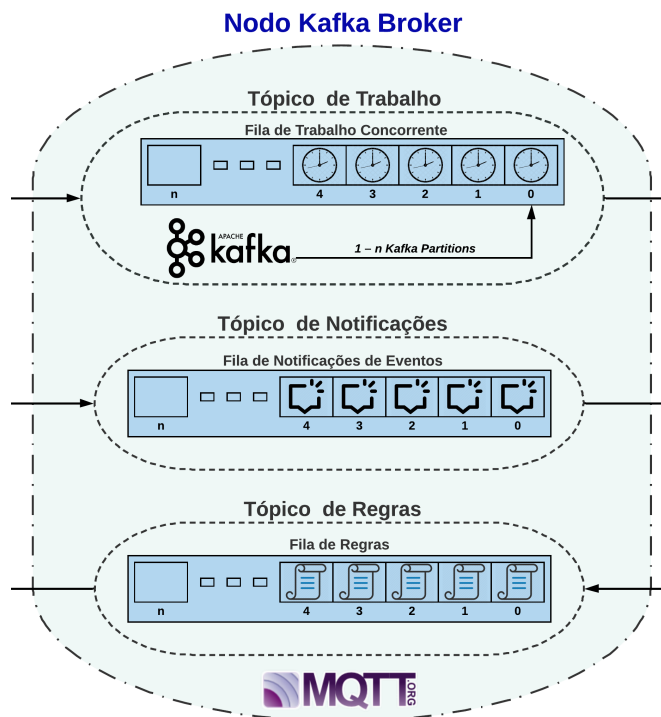 Nodo Kafka Broker
Tópico de Trabalho
Fila de Trabalho Concorrente
n 4 3 2 1 0
APACHE
kafka®
1 – n Kafka Partitions
Tópico de Notificações
Fila de Notificações de Eventos
n 4 3 2 1 0
Tópico de Regras
Fila de Regras
n 4 3 2 1 0
MQTT.ORG